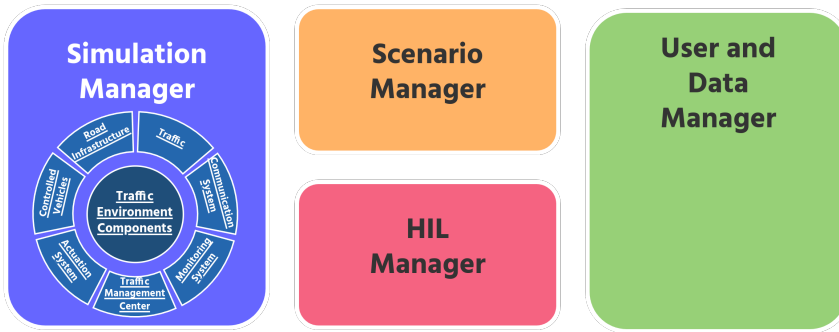 Simulation
Manager
Road
Infrastructure
Traffic
Communication
System
Monitoring
System
Traffic
Management
Center
Actuation
System
Controlled
Vehicles
Traffic
Environment
Components
Scenario
Manager
HIL
Manager
User and
Data
Manager